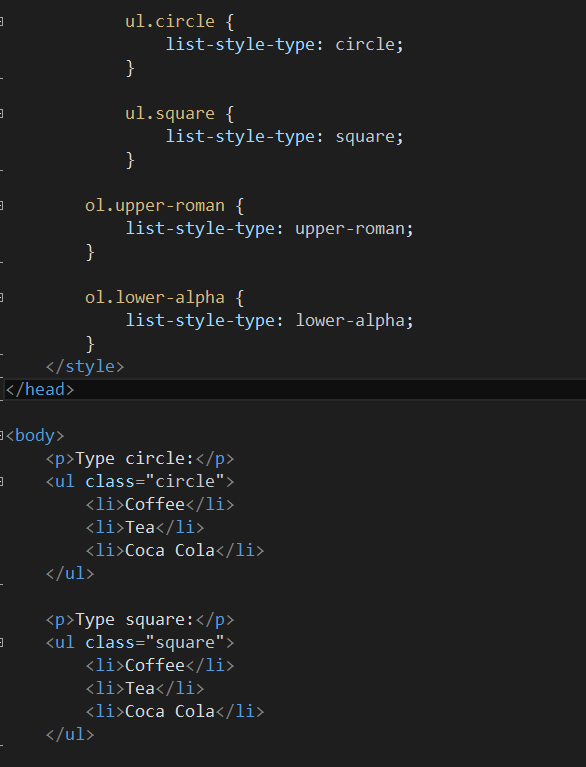 ul.circle {
list-style-type: circle;
}
ul.square {
list-style-type: square;
}
ol.upper-roman {
list-style-type: upper-roman;
}
ol.lower-alpha {
list-style-type: lower-alpha;
}
</style>
</head>
<body>
<p>Type circle:</p>
<ul class="circle">
<li>Coffee</li>
<li>Tea</li>
<li>Coca Cola</li>
</ul>
<p>Type square:</p>
<ul class="square">
<li>Coffee</li>
<li>Tea</li>
<li>Coca Cola</li>
</ul>